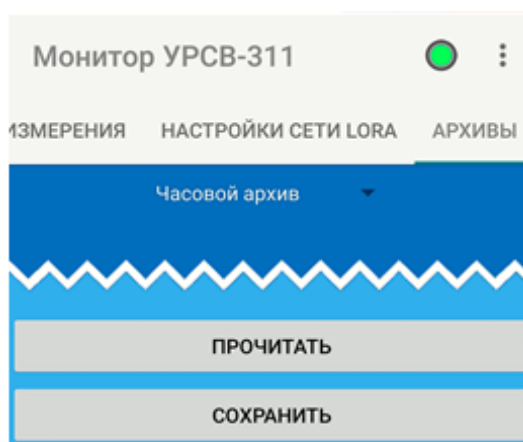 Монитор УРСВ-311
ИЗМЕРЕНИЯ НАСТРОЙКИ СЕТИ LORA АРХИВЫ
Часовой архив
ПРОЧИТАТЬ
СОХРАНИТЬ